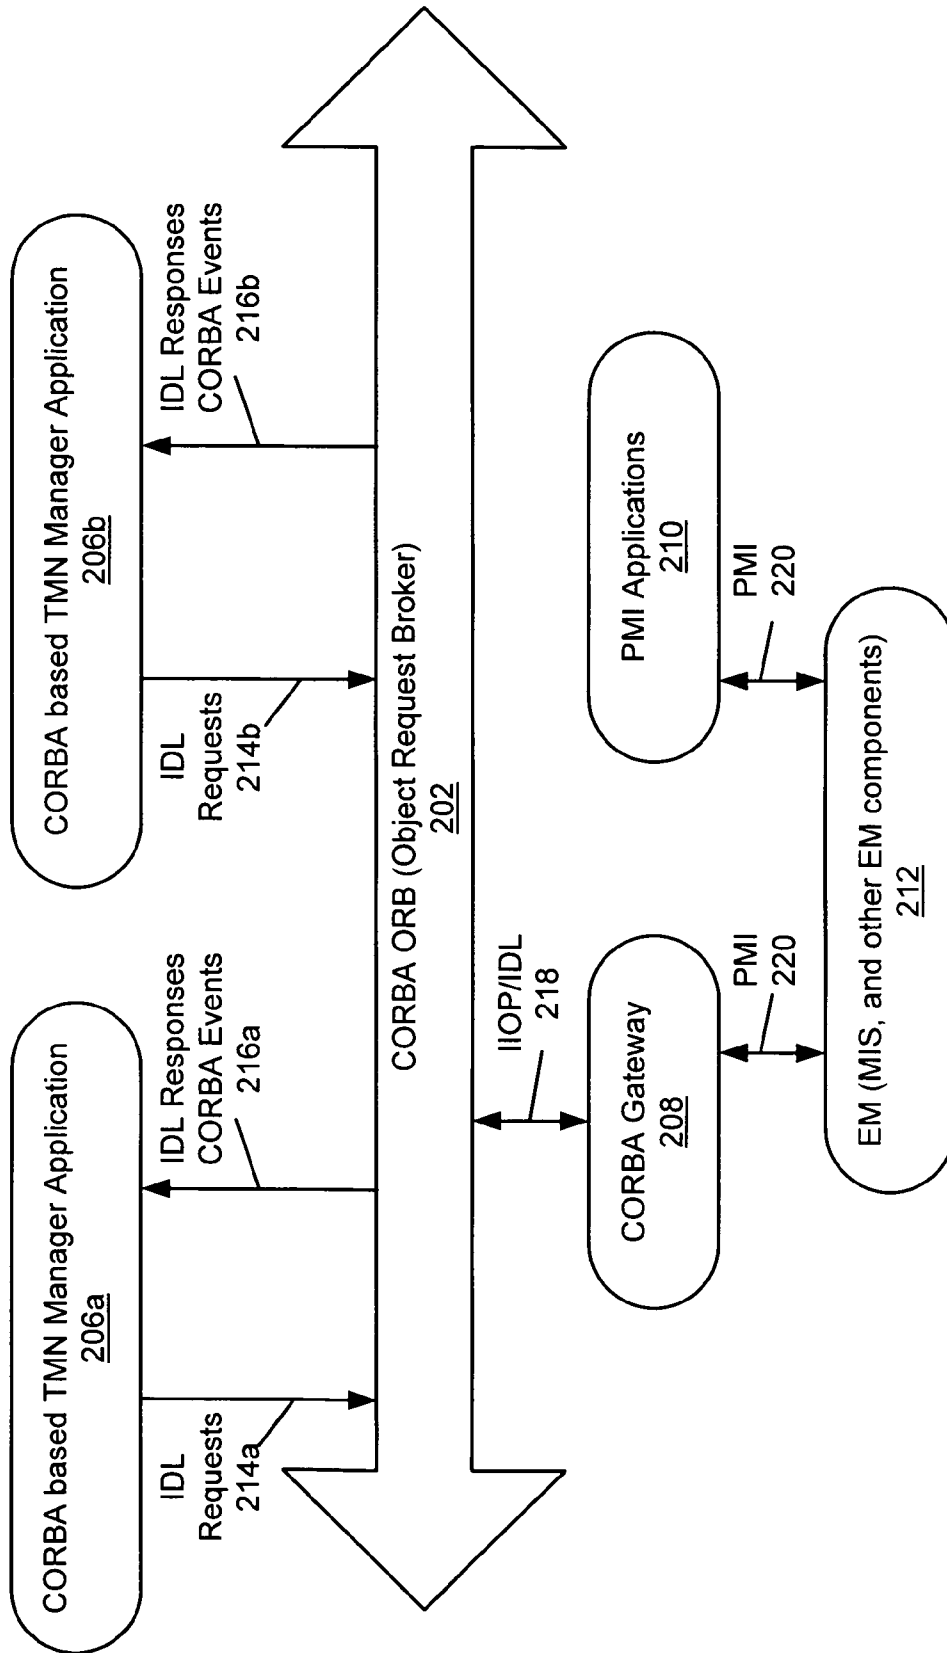 CORBA based TMN Manager Application
206a
CORBA based TMN Manager Application
206b
IDL
Requests
214a
IDL Responses
CORBA Events
216a
IDL
Requests
214b
IDL Responses
CORBA Events
216b
CORBA ORB (Object Request Broker)
202
IIOP/IDL
218
CORBA Gateway
208
PMI Applications
210
PMI
220
PMI
220
EM (MIS, and other EM components)
212